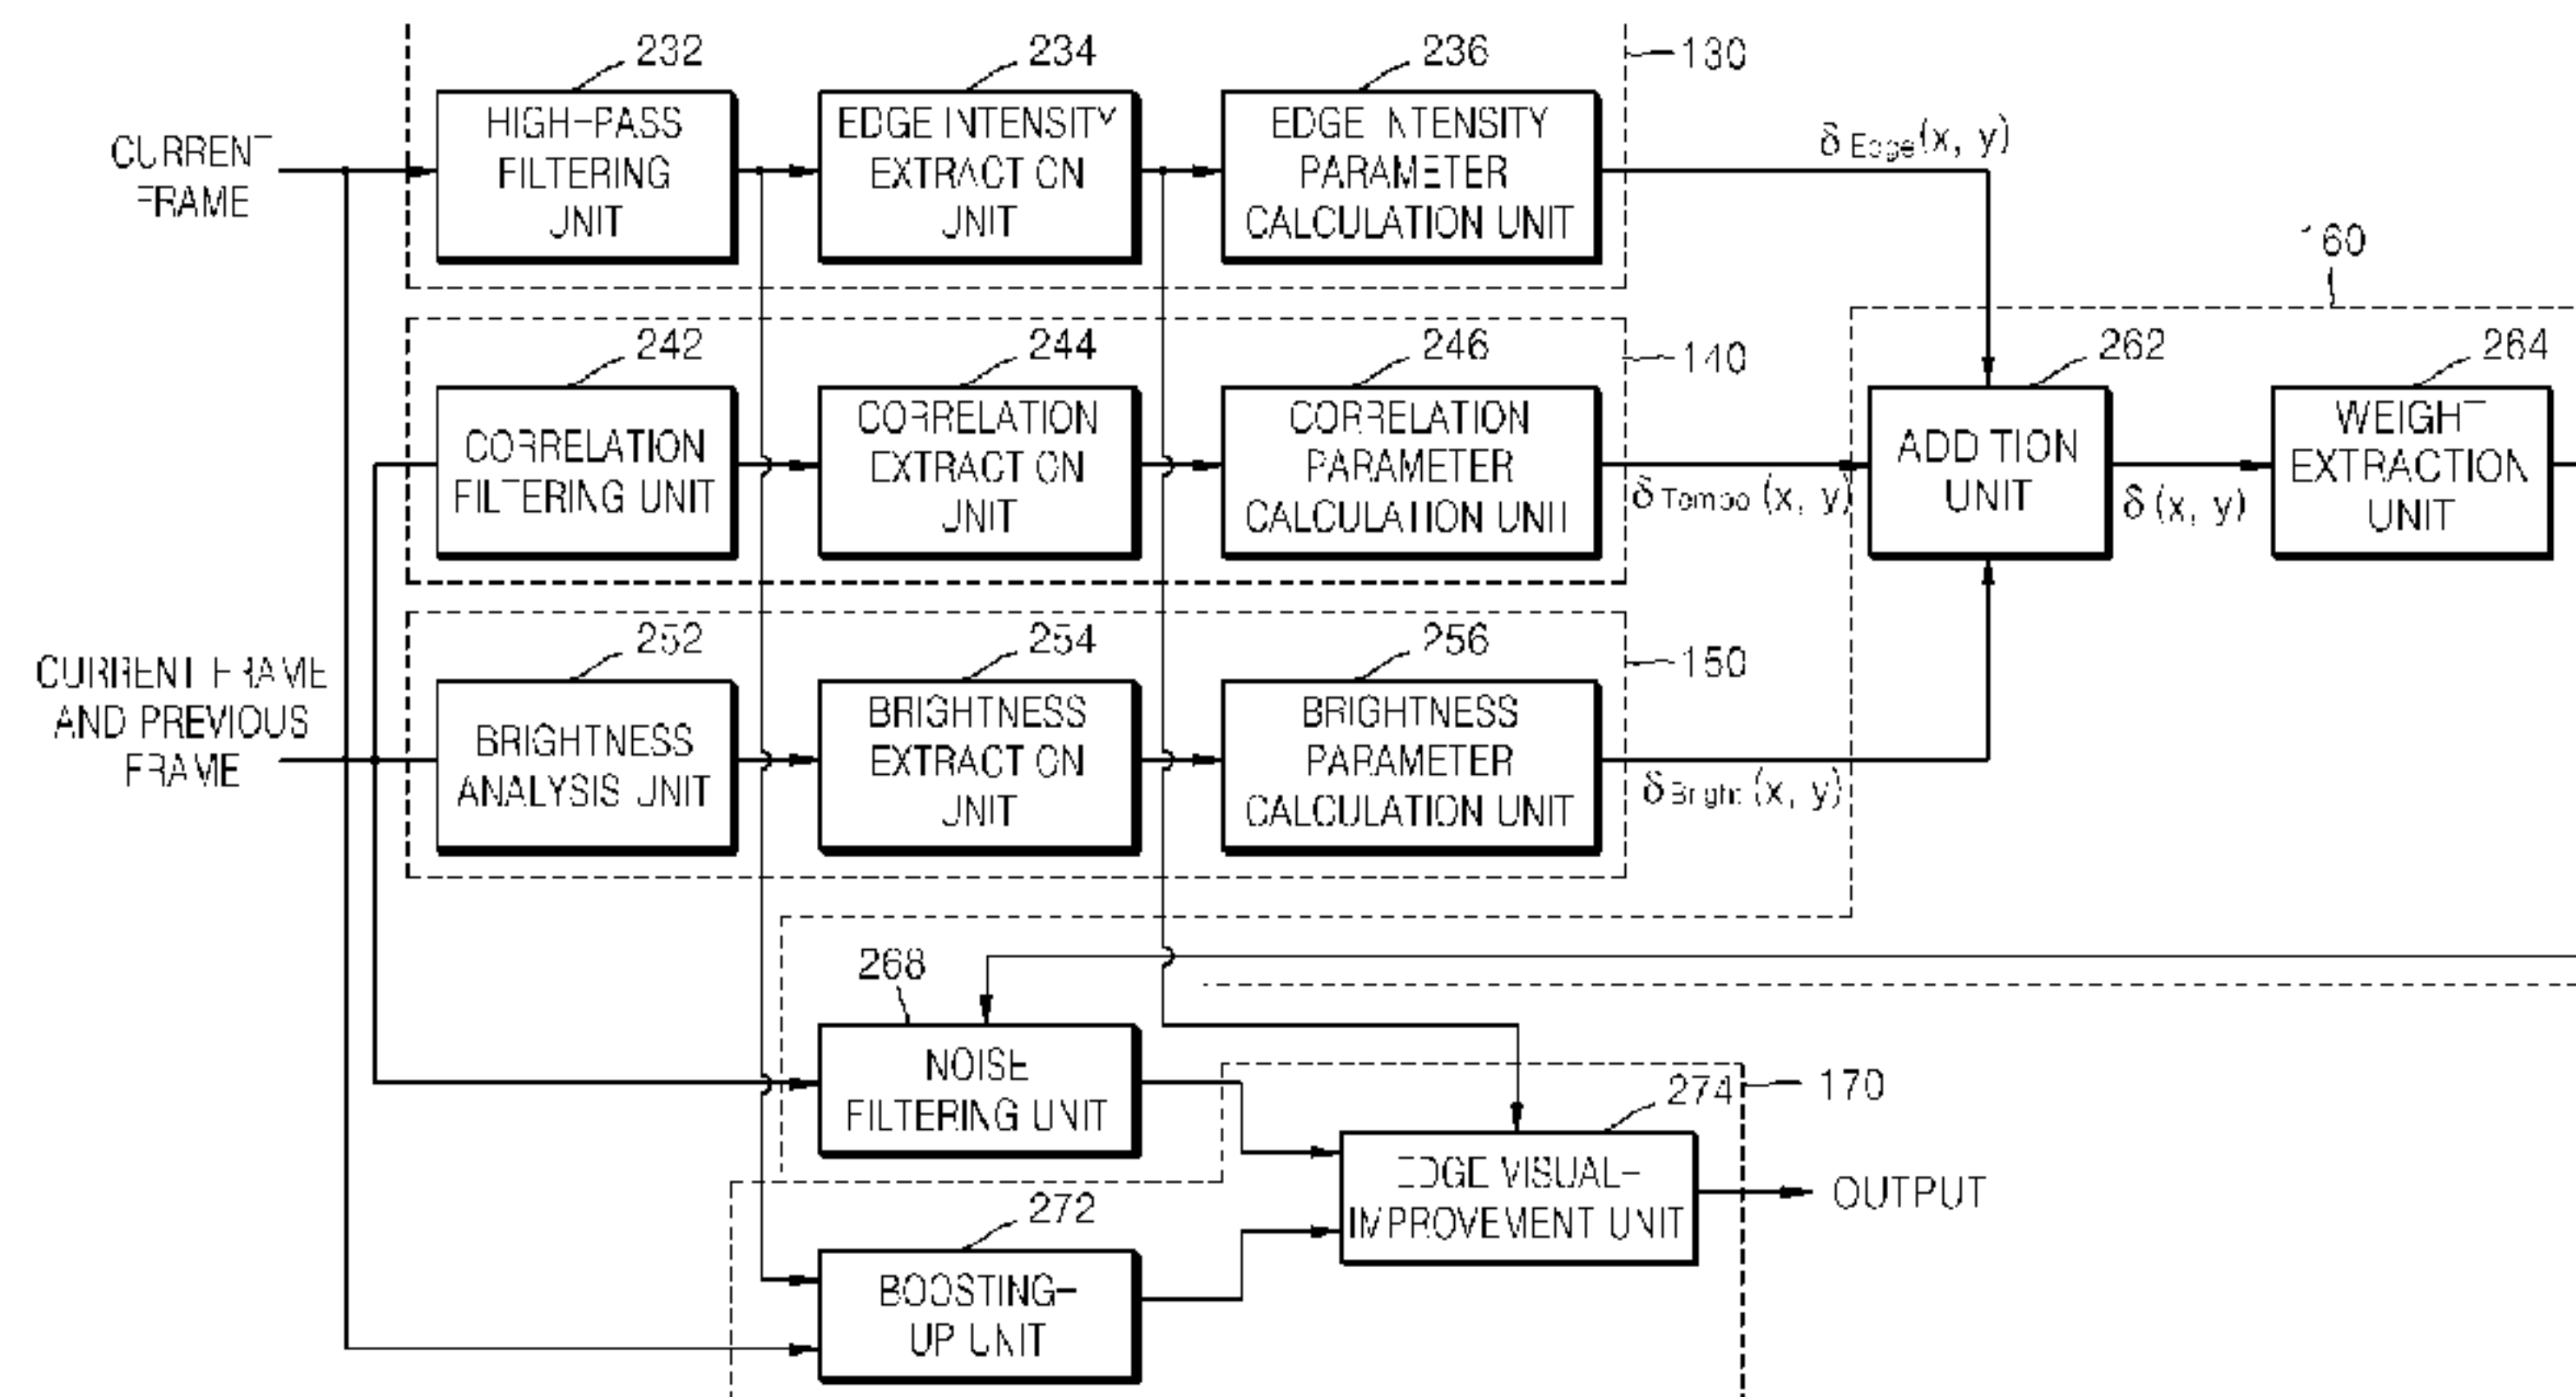 232
234
236
130
HIGH-PASS
FILTERING
UNIT
EDGE INTENSITY
EXTRACTION
UNIT
EDGE INTENSITY
PARAMETER
CALCULATION UNIT
CURRENT
FRAME
δ Edge (x, y)
160
242
244
246
140
262
264
CORRELATION
FILTERING UNIT
CORRELATION
EXTRACTION
UNIT
CORRELATION
PARAMETER
CALCULATION UNIT
ADDITION
UNIT
WEIGHT
EXTRACTION
UNIT
δ Tempo (x, y)
δ (x, y)
252
254
256
150
CURRENT FRAME
AND PREVIOUS
FRAME
BRIGHTNESS
ANALYSIS UNIT
BRIGHTNESS
EXTRACTION
UNIT
BRIGHTNESS
PARAMETER
CALCULATION UNIT
δ Bright (x, y)
268
NOISE
FILTERING UNIT
274
170
EDGE VISUAL-
IMPROVEMENT UNIT
OUTPUT
272
BOOSTING-
UP UNIT